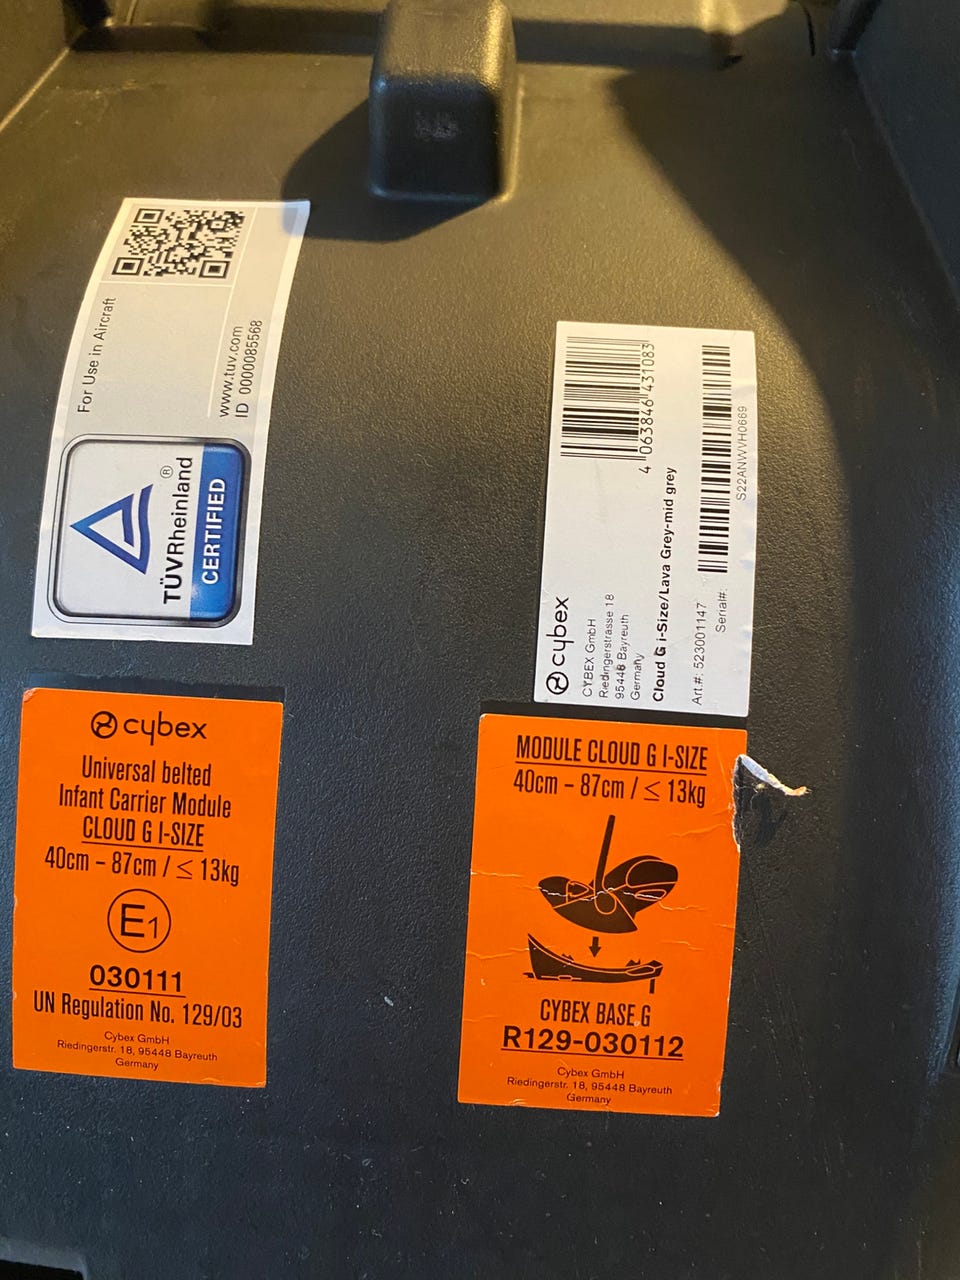 For Use in Aircraft
www.tuv.com
ID 0000085568
TÜVRheinland®
CERTIFIED
4 063846 431083
cybex
CYBEX GmbH
Riedingerstrasse 18
95448 Bayreuth
Germany
Cloud G i-Size/Lava Grey-mid grey
Art.#: 523001147
Serial#:
S22ANWVH0669
cybex
Universal belted
Infant Carrier Module
CLOUD G I-SIZE
40cm – 87cm / ≤ 13kg
E1
030111
UN Regulation No. 129/03
Cybex GmbH
Riedingerstr. 18, 95448 Bayreuth
Germany
MODULE CLOUD G I-SIZE
40cm – 87cm / ≤ 13kg
CYBEX BASE G
R129-030112
Cybex GmbH
Riedingerstr. 18, 95448 Bayreuth
Germany